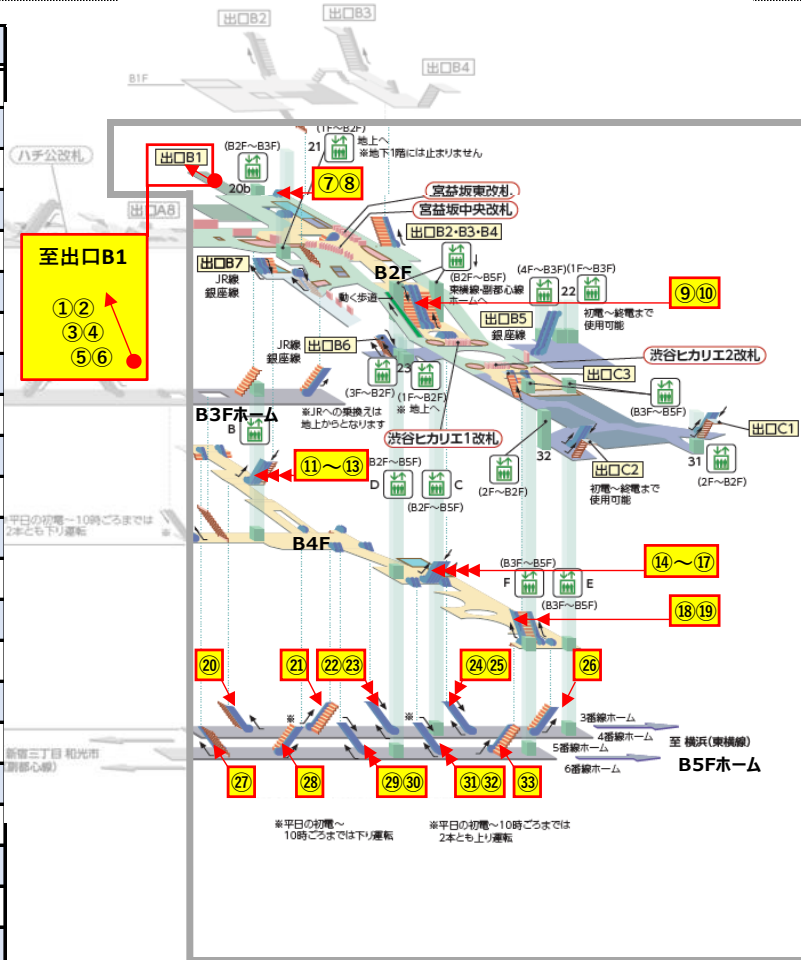 出口B2
出口B3
出口B4
B1F
(1F～B2F)
21
地上へ
※地下1階には止まりません
(B2F～B3F)
出口B1
ハチ公改札
20b
⑦⑧
宮益坂東改札
宮益坂中央改札
出口A8
出口B2・B3・B4
至出口B1
①②
③④
⑤⑥
出口B7
JR線
銀座線
B2F
(B2F～B5F)
東横線・副都心線
ホームへ
(4F～B3F)
(1F～B3F)
22
動く歩道
⑨⑩
出口B5
銀座線
初電～終電まで
使用可能
JR線
銀座線
出口B6
渋谷ヒカリエ2改札
23
出口C3
(3F～B2F)
(1F～B2F)
※ 地上へ
(B3F～B5F)
B3Fホーム
※JRへの乗換えは
地上からとなります
B
渋谷ヒカリエ1改札
出口C1
32
31
出口C2
⑪～⑬
(B2F～B5F)
D
C
(B2F～B5F)
(2F～B2F)
初電～終電まで
使用可能
(2F～B2F)
平日の初電～10時ごろまでは
2本とも下り運転
※
B4F
(B3F～B5F)
F
E
(B3F～B5F)
⑭～⑰
⑱⑲
⑳
㉑
㉒㉓
㉔㉕
㉖
※
※
3番線ホーム
4番線ホーム
5番線ホーム
6番線ホーム
至 横浜(東横線)
B5Fホーム
新宿三丁目 和光市
(副都心線)
㉗
㉘
㉙㉚
㉛㉜
㉝
※平日の初電～
10時ごろまでは下り運転
※平日の初電～10時ごろまでは
2本とも上り運転